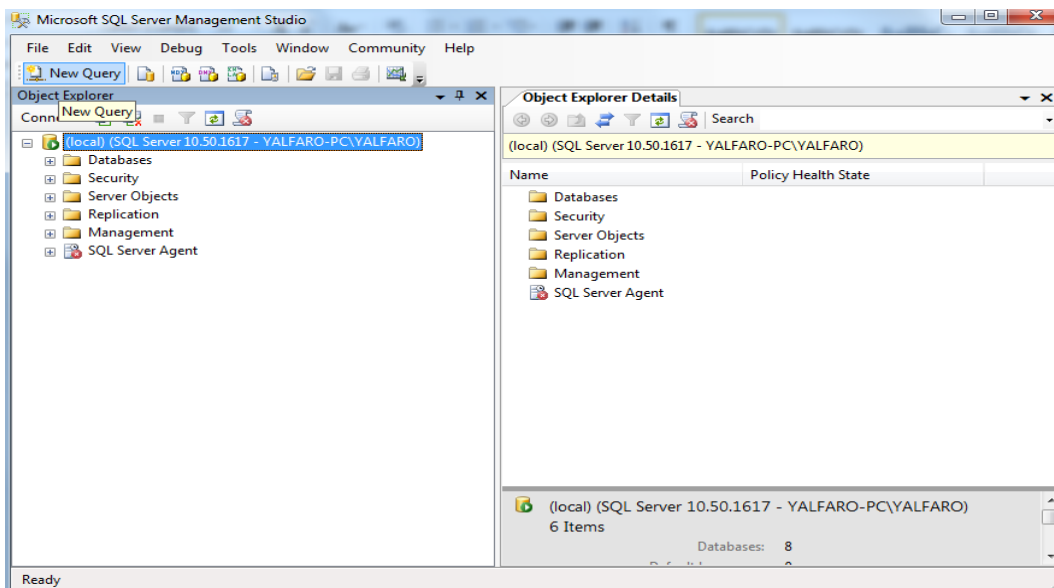 Microsoft SQL Server Management Studio
File Edit View Debug Tools Window Community Help
New Query
Object Explorer
New Query
(local) (SQL Server 10.50.1617 - YALFARO-PC\YALFARO)
Databases
Security
Server Objects
Replication
Management
SQL Server Agent
Object Explorer Details
Search
(local) (SQL Server 10.50.1617 - YALFARO-PC\YALFARO)
Name Policy Health State
Databases
Security
Server Objects
Replication
Management
SQL Server Agent
(local) (SQL Server 10.50.1617 - YALFARO-PC\YALFARO)
6 Items
Databases: 8
Ready